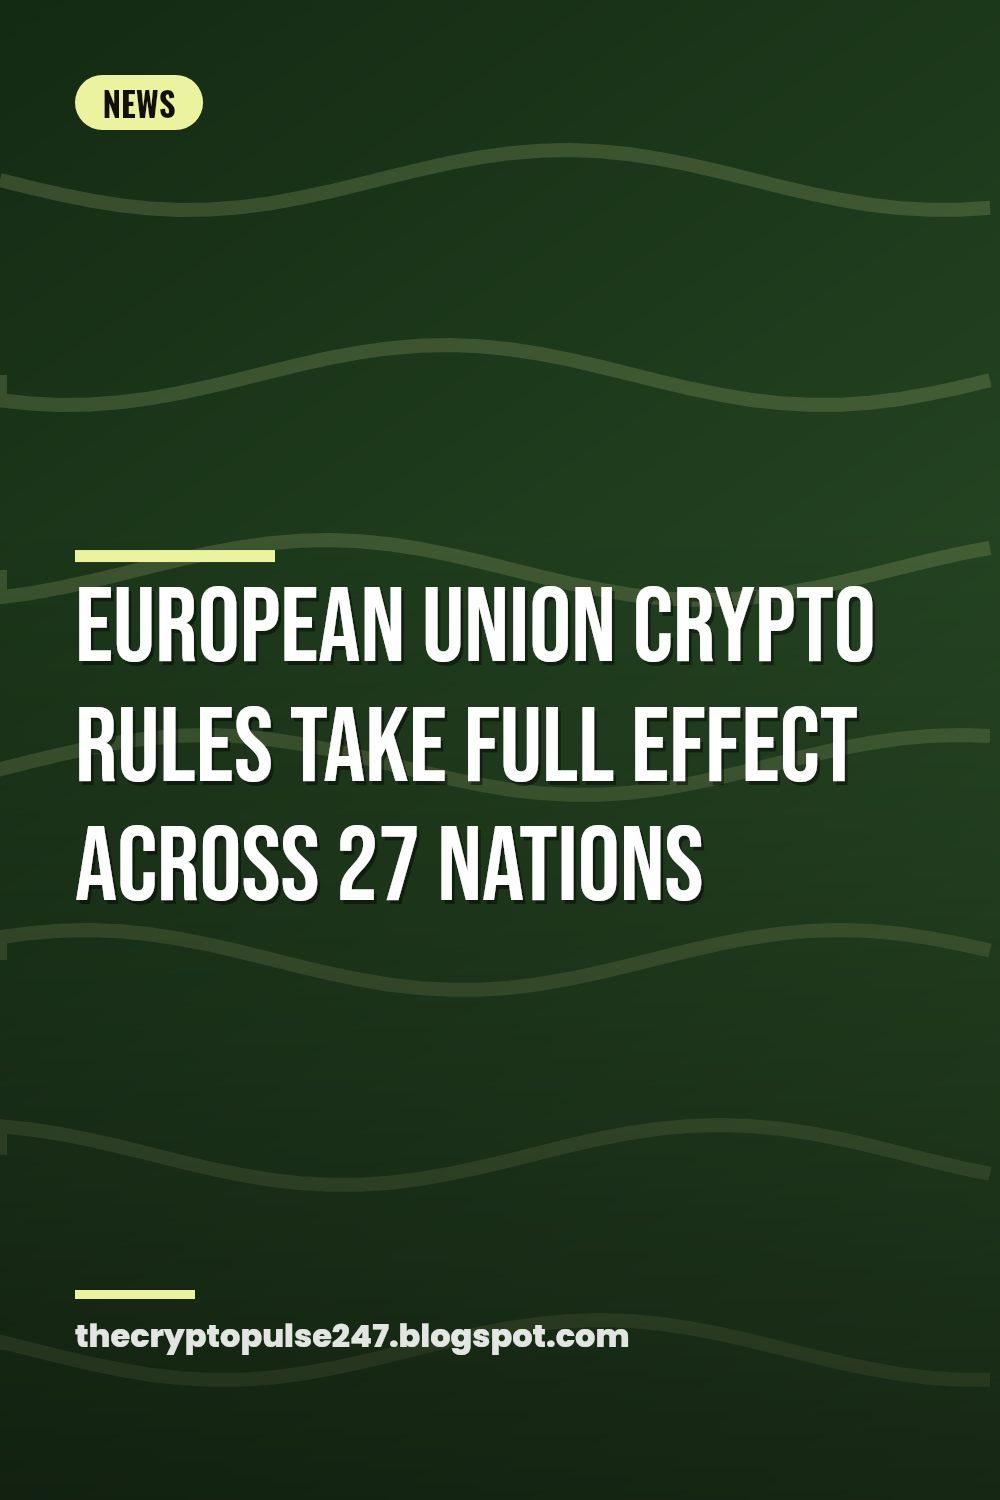 NEWS
EUROPEAN UNION CRYPTO
RULES TAKE FULL EFFECT
ACROSS 27 NATIONS
thecryptopulse247.blogspot.com